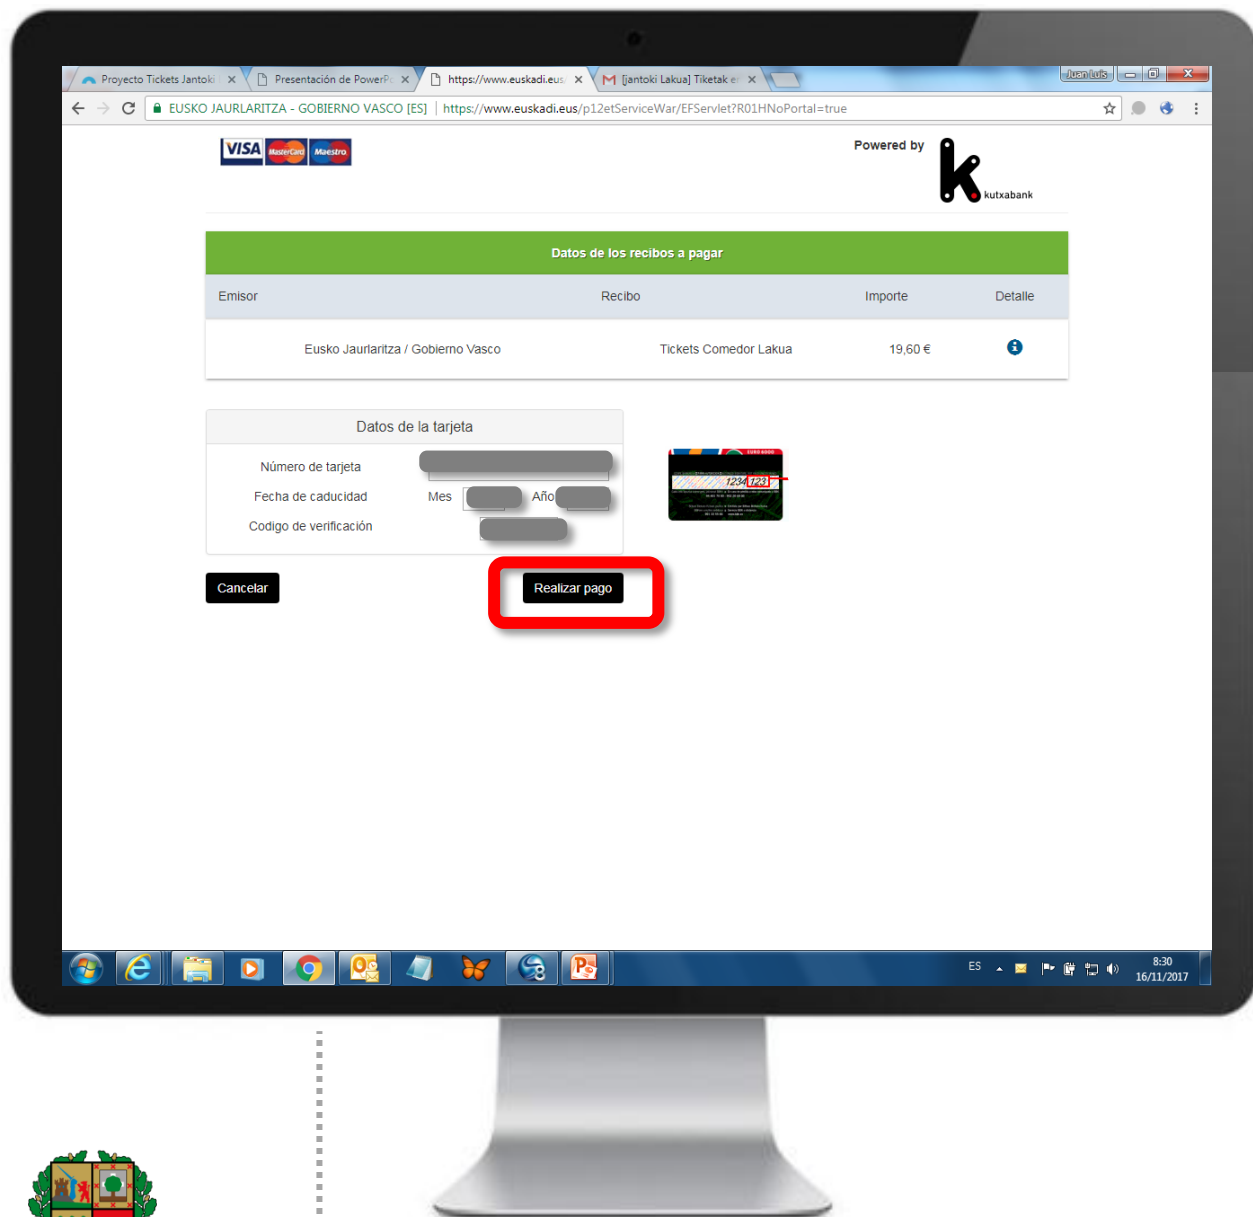 Proyecto Tickets Jantoki
Presentación de PowerP
https://www.euskadi.eus
[jantoki Lakua] Tiketak e
Juan Luis
EUSKO JAURLARITZA - GOBIERNO VASCO [ES] | https://www.euskadi.eus/p12etServiceWar/EFServlet?R01HNoPortal=true
VISA MasterCard Maestro
Powered by
k kutxabank
Datos de los recibos a pagar
Emisor Recibo Importe Detalle
Eusko Jaurlaritza / Gobierno Vasco Tickets Comedor Lakua 19,60 €
Datos de la tarjeta
Número de tarjeta
Fecha de caducidad Mes Año
Codigo de verificación
1234 123
Cancelar Realizar pago
ES 8:30
16/11/2017